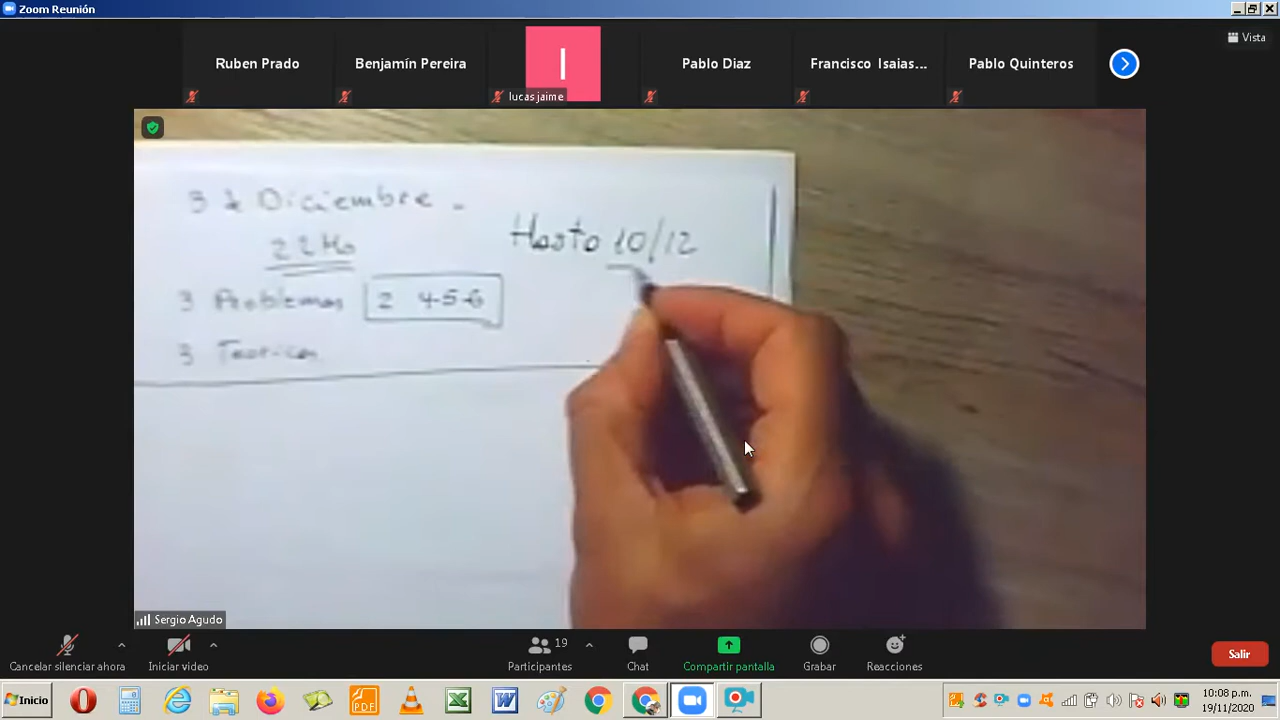 Zoom Reunión
Vista
Ruben Prado
Benjamín Pereira
I
lucas jaime
Pablo Diaz
Francisco Isaias...
Pablo Quinteros
3 d Diciembre.
Hasta 10/12
22 Hs
3 Problemas 2 4-5-6
3 Teoricos
Sergio Agudo
Cancelar silenciar ahora
Iniciar video
Participantes 19
Chat
Compartir pantalla
Grabar
Reacciones
Salir
Inicio
PDF
10:08 p.m.
19/11/2020